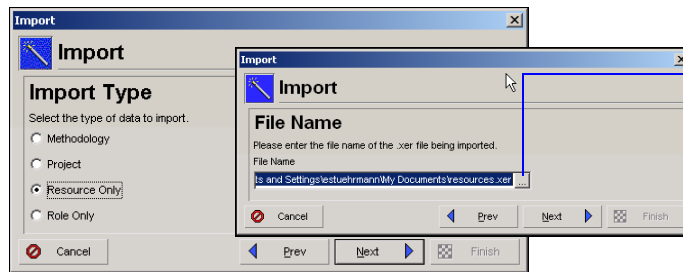 Import
Import
Import Type
Select the type of data to import.
Methodology
Project
Resource Only
Role Only
Cancel
Prev
Next
Finish
Import
Import
File Name
Please enter the file name of the .xer file being imported.
File Name
ts and Settings\estuehrmann\My Documents\resources.xer
...
Cancel
Prev
Next
Finish